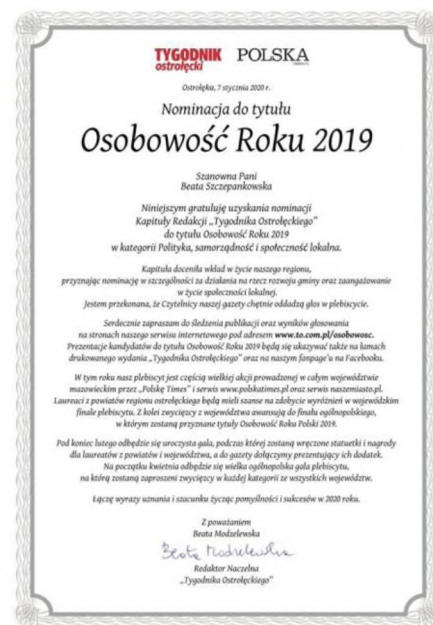 TYGODNIK
ostrołęcki
POLSKA
Ostrołęka, 7 stycznia 2020 r.
Nominacja do tytułu
Osobowość Roku 2019
Szanowna Pani
Beata Szczepankowska
Niniejszym gratuluję uzyskania nominacji
Kapituły Redakcji „Tygodnika Ostrołęckiego”
do tytułu Osobowość Roku 2019
w kategorii Polityka, samorządność i społeczność lokalna.
Kapituła doceniła wkład w życie naszego regionu,
przyznając nominację w szczególności za działania na rzecz rozwoju gminy oraz zaangażowanie
w życie społeczności lokalnej.
Jestem przekonana, że Czytelnicy naszej gazety chętnie oddadzą głos w plebiscycie.
Serdecznie zapraszam do śledzenia publikacji oraz wyników głosowania
na stronach naszego serwisu internetowego pod adresem www.to.com.pl/osobowosc.
Prezentacje kandydatów do tytułu Osobowość Roku 2019 będą się ukazywać także na łamach
drukowanego wydania „Tygodnika Ostrołęckiego” oraz na naszym fanpage'u na Facebooku.
W tym roku nasz plebiscyt jest częścią wielkiej akcji prowadzonej w całym województwie
mazowieckim przez „Polskę Times” i serwis www.polskatimes.pl oraz serwis naszemiasto.pl.
Laureaci z powiatów regionu ostrołęckiego będą mieli szanse na zdobycie wyróżnień w wojewódzkim
finale plebiscytu. Z kolei zwycięzcy z województwa awansują do finału ogólnopolskiego,
w którym zostaną przyznane tytuły Osobowość Roku Polski 2019.
Pod koniec lutego odbędzie się uroczysta gala, podczas której zostaną wręczone statuetki i nagrody
dla laureatów z powiatów i województwa, a do gazety dołączymy prezentujący ich dodatek.
Na początku kwietnia odbędzie się wielka ogólnopolska gala plebiscytu,
na którą zostaną zaproszeni zwycięzcy w każdej kategorii ze wszystkich województw.
Łączę wyrazy uznania i szacunku życząc pomyślności i sukcesów w 2020 roku.
Z poważaniem
Beata Modzelewska
Beata Modzelewska
Redaktor Naczelna
„Tygodnika Ostrołęckiego”